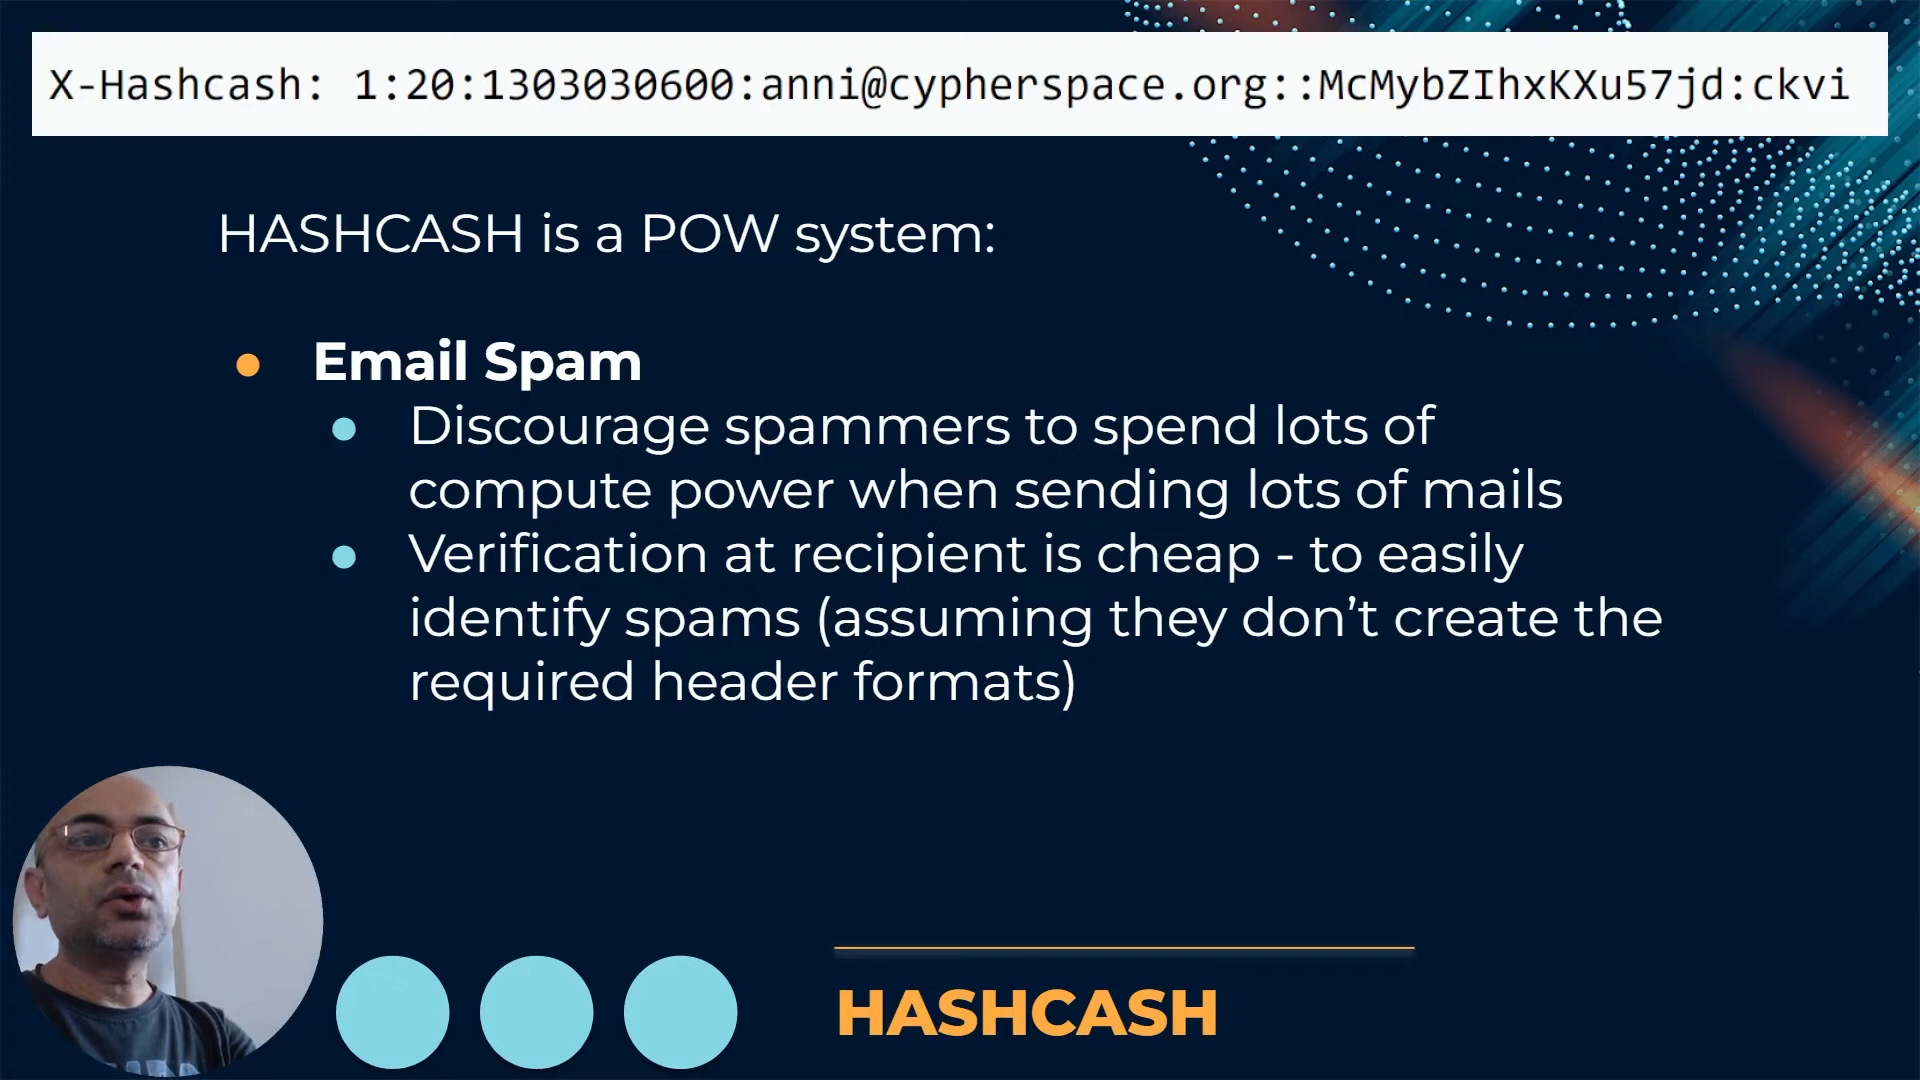 X-Hashcash: 1:20:1303030600:anni@cypherspace.org::McMybZIhxKXu57jd:ckvi
HASHCASH is a POW system:
Email Spam
Discourage spammers to spend lots of
compute power when sending lots of mails
Verification at recipient is cheap - to easily
identify spams (assuming they don’t create the
required header formats)
HASHCASH